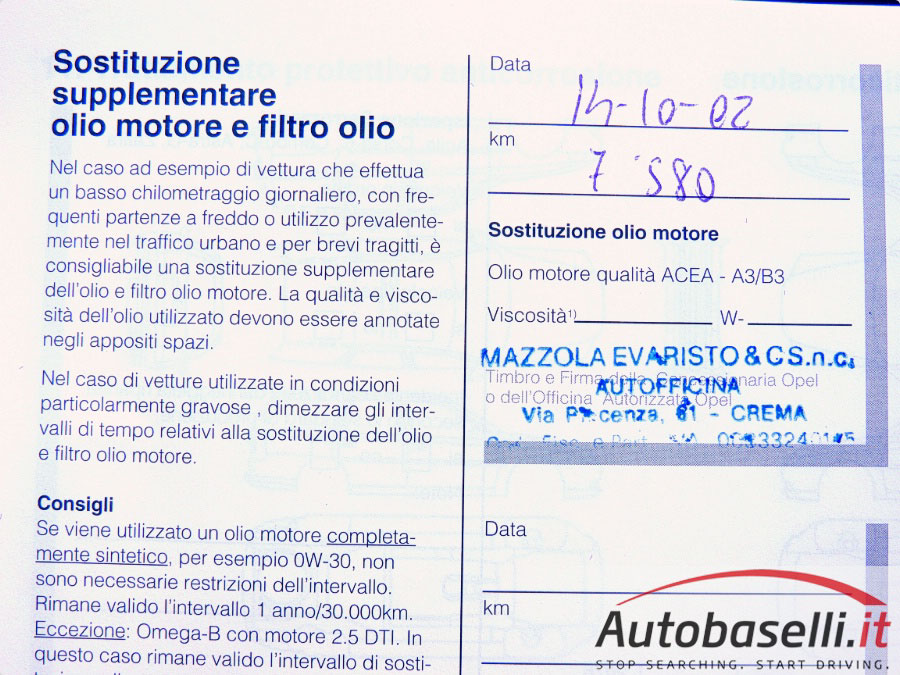 Sostituzione
supplementare
olio motore e filtro olio
Nel caso ad esempio di vettura che effettua
un basso chilometraggio giornaliero, con fre-
quenti partenze a freddo o utilizzo prevalente-
mente nel traffico urbano e per brevi tragitti, è
consigliabile una sostituzione supplementare
dell'olio e filtro olio motore. La qualità e visco-
sità dell'olio utilizzato devono essere annotate
negli appositi spazi.
Nel caso di vetture utilizzate in condizioni
particolarmente gravose , dimezzare gli inter-
valli di tempo relativi alla sostituzione dell'olio
e filtro olio motore.
Consigli
Se viene utilizzato un olio motore completa-
mente sintetico, per esempio 0W-30, non
sono necessarie restrizioni dell'intervallo.
Rimane valido l'intervallo 1 anno/30.000km.
Eccezione: Omega-B con motore 2.5 DTI. In
questo caso rimane valido l'intervallo di sosti-
Data
14-10-02
km
7 580
Sostituzione olio motore
Olio motore qualità ACEA - A3/B3
Viscosità1) W-
MAZZOLA EVARISTO & C S.n.c.
Timbro e Firma della Concessionaria Opel
AUTOFFICINA
o dell'Officina Autorizzata Opel
Via Piacenza, 61 - CREMA
Data
km
Autobaselli.it
STOP SEARCHING. START DRIVING.